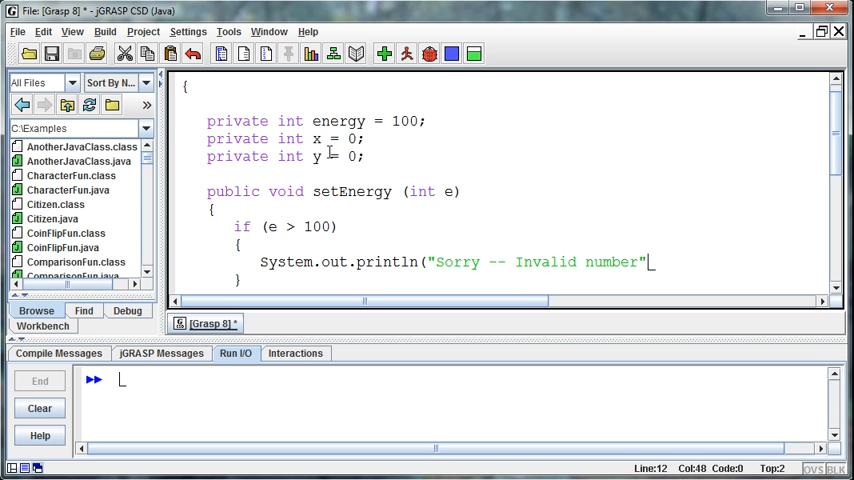 File: [Grasp 8] * - jGRASP CSD (Java)
File Edit View Build Project Settings Tools Window Help
All Files Sort By N...
»
C:\Examples
AnotherJavaClass.class
AnotherJavaClass.java
CharacterFun.class
CharacterFun.java
Citizen.class
Citizen.java
CoinFlipFun.class
CoinFlipFun.java
ComparisonFun.class
ComparisonFun.java
Browse Find Debug
Workbench
{
private int energy = 100;
private int x = 0;
private int y = 0;
public void setEnergy (int e)
{
if (e > 100)
{
System.out.println("Sorry -- Invalid number"
}
[Grasp 8] *
Compile Messages jGRASP Messages Run I/O Interactions
End
Clear
Help
Line:12 Col:48 Code:0 Top:2 OVS BLK